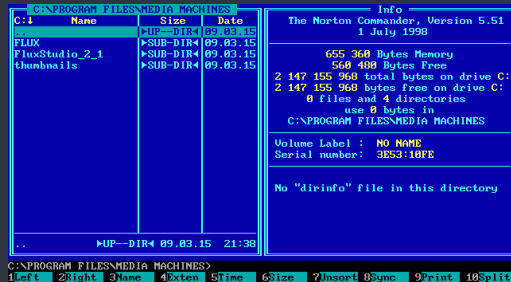 C:\PROGRAM FILES\MEDIA MACHINES
C:↓ Name Size Date
.. ►UP--DIR◄ 09.03.15
FLUX ►SUB-DIR◄ 09.03.15
FluxStudio_2_1 ►SUB-DIR◄ 09.03.15
thumbnails ►SUB-DIR◄ 09.03.15
.. ►UP--DIR◄ 09.03.15 21:38
Info
The Norton Commander, Version 5.51
1 July 1998
655 360 Bytes Memory
560 480 Bytes Free
2 147 155 968 total bytes on drive C:
2 147 155 968 bytes free on drive C:
0 files and 4 directories
use 0 bytes in
C:\PROGRAM FILES\MEDIA MACHINES
Volume Label : NO NAME
Serial number: 3E53:10FE
No "dirinfo" file in this directory
C:\PROGRAM FILES\MEDIA MACHINES>
1Left 2Right 3Name 4Exten 5Time 6Size 7Unsort 8Sync 9Print 10Split